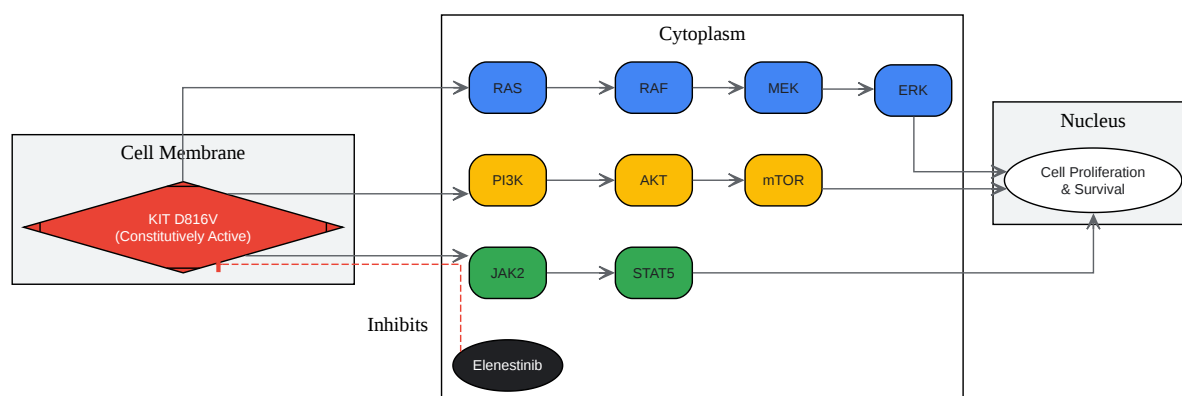 Cytoplasm
RAS
RAF
MEK
ERK
Cell Membrane
Nucleus
KIT D816V
(Constitutively Active)
PI3K
AKT
mTOR
Cell Proliferation
& Survival
JAK2
STAT5
Inhibits
Elenestinib